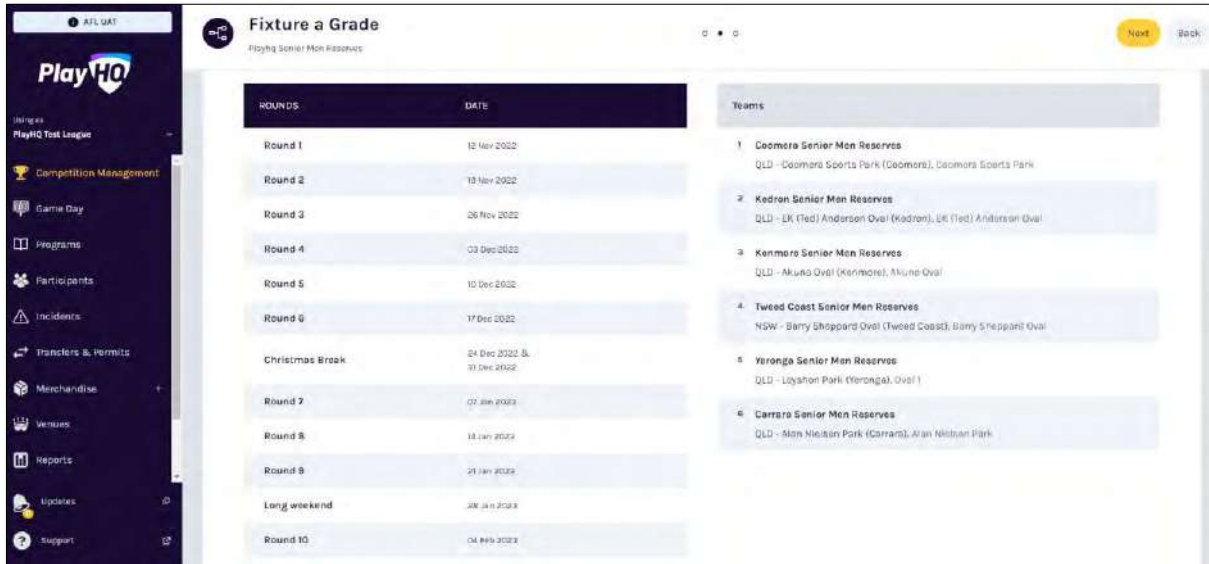 AFL UAT
PlayHQ
Using as
PlayHQ Test League
Competition Management
Game Day
Programs
Participants
Incidents
Transfers & Permits
Merchandise +
Venues
Reports
Updates
Support
Fixture a Grade
Playhq Senior Men Reserves
Next Back
ROUNDS DATE
Round 1 12 Nov 2022
Round 2 19 Nov 2022
Round 3 26 Nov 2022
Round 4 03 Dec 2022
Round 5 10 Dec 2022
Round 6 17 Dec 2022
Christmas Break 24 Dec 2022 &
31 Dec 2022
Round 7 07 Jan 2023
Round 8 14 Jan 2023
Round 9 21 Jan 2023
Long weekend 28 Jan 2023
Round 10 04 Feb 2023
Teams
1 Coomera Senior Men Reserves
QLD - Coomera Sports Park (Coomera), Coomera Sports Park
2 Kedron Senior Men Reserves
QLD - EK (Ted) Anderson Oval (Kedron), EK (Ted) Anderson Oval
3 Kenmore Senior Men Reserves
QLD - Akuna Oval (Kenmore), Akuna Oval
4 Tweed Coast Senior Men Reserves
NSW - Barry Sheppard Oval (Tweed Coast), Barry Sheppard Oval
5 Yeronga Senior Men Reserves
QLD - Leyshon Park (Yeronga), Oval 1
6 Carrara Senior Men Reserves
QLD - Alan Nielsen Park (Carrara), Alan Nielsen Park